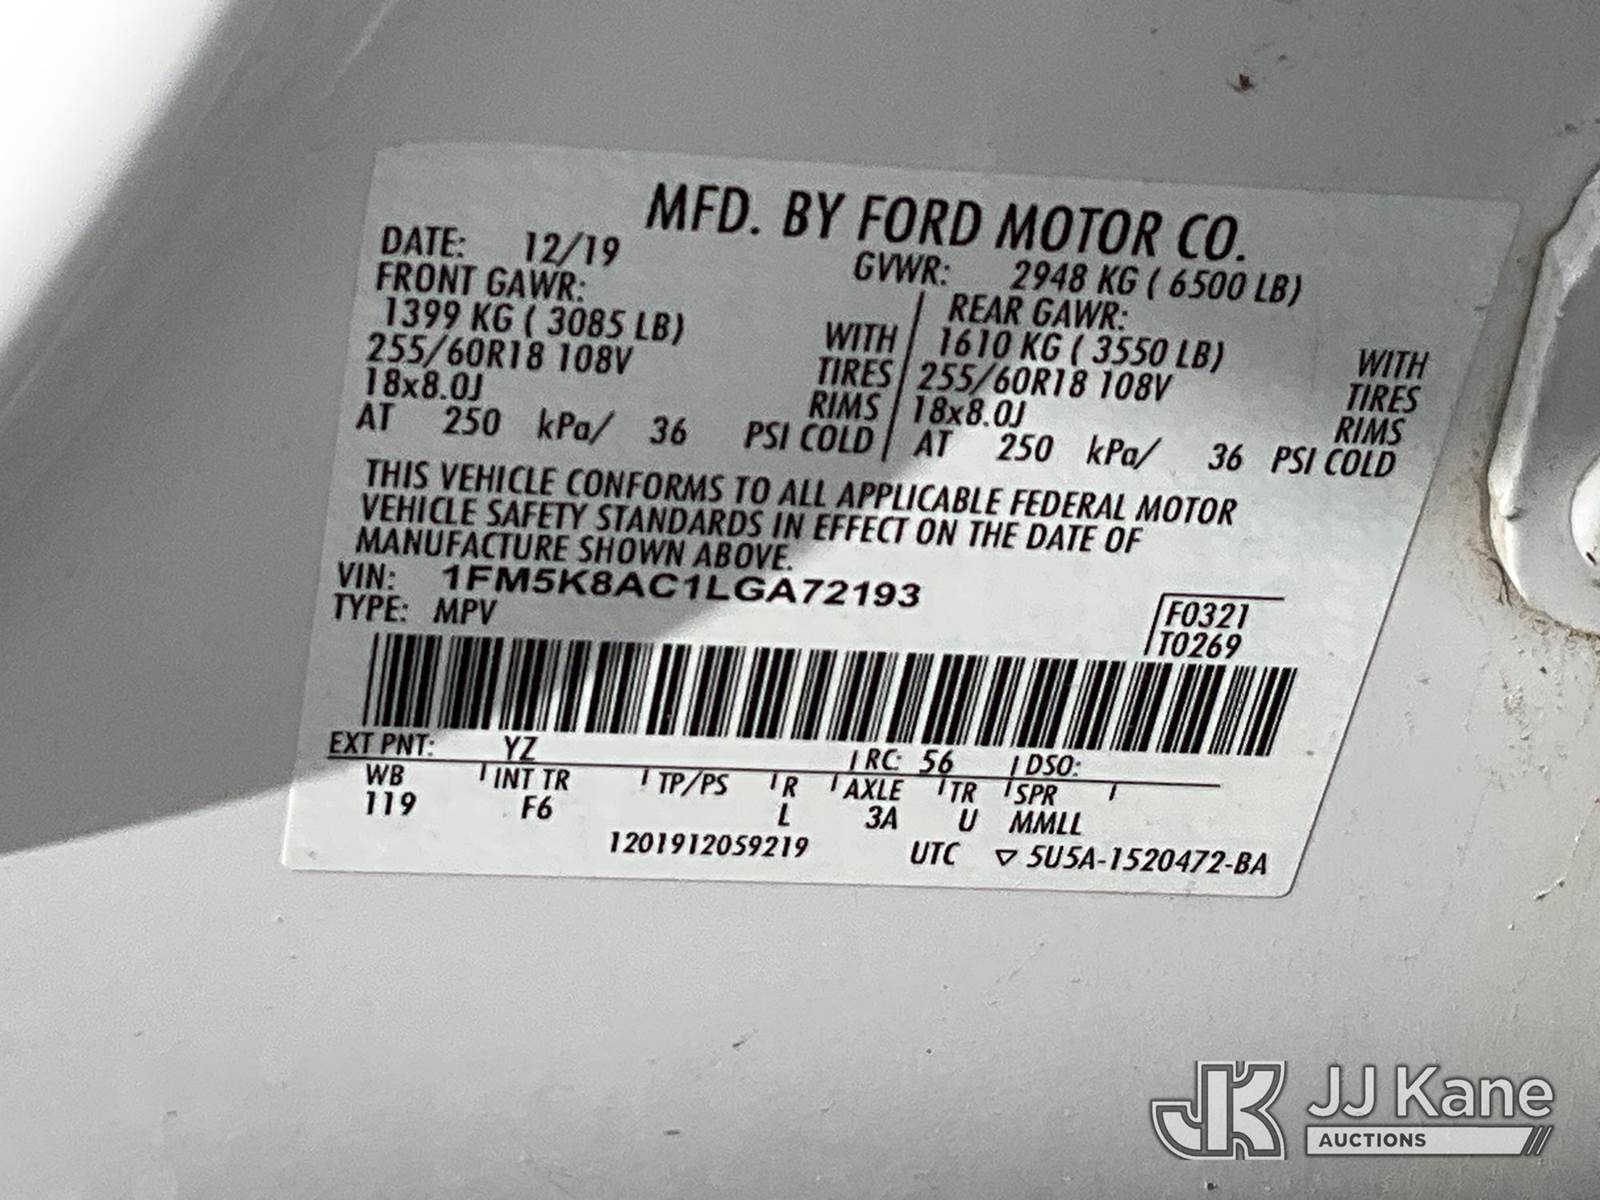 MFD. BY FORD MOTOR CO.
DATE: 12/19 GVWR: 2948 KG ( 6500 LB)
FRONT GAWR: REAR GAWR:
1399 KG ( 3085 LB) WITH 1610 KG ( 3550 LB) WITH
255/60R18 108V TIRES 255/60R18 108V TIRES
18x8.0J RIMS 18x8.0J RIMS
AT 250 kPa/ 36 PSI COLD AT 250 kPa/ 36 PSI COLD
THIS VEHICLE CONFORMS TO ALL APPLICABLE FEDERAL MOTOR
VEHICLE SAFETY STANDARDS IN EFFECT ON THE DATE OF
MANUFACTURE SHOWN ABOVE.
VIN: 1FM5K8AC1LGA72193
TYPE: MPV
F0321
T0269
EXT PNT: YZ RC: 56 DSO:
WB INT TR TP/PS R AXLE TR SPR
119 F6 L 3A U MMLL
1201912059219 UTC ▽ 5U5A-1520472-BA
JK JJ Kane
AUCTIONS